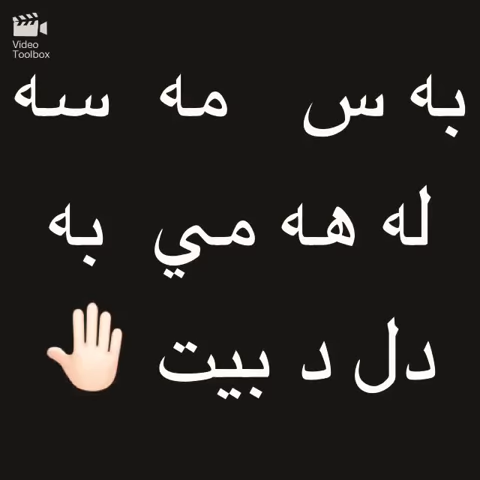 Video
Toolbox
به س مه سه
له هه مي به
دل د بيت 🤚🏻